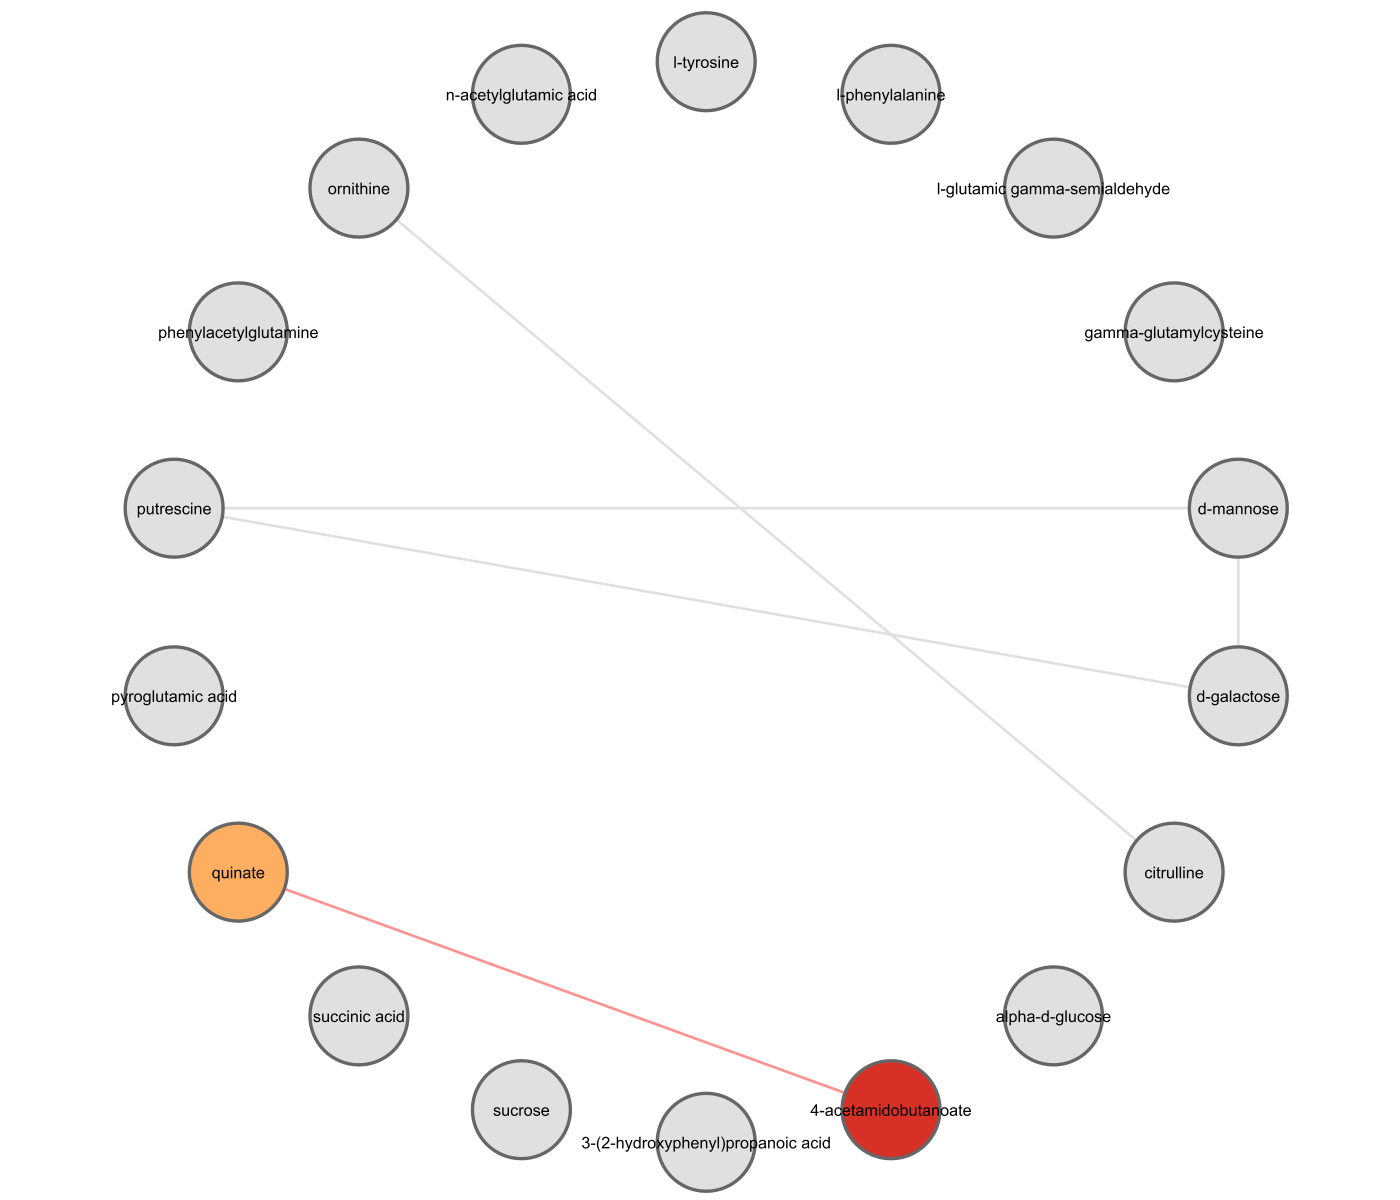 l-tyrosine
n-acetylglutamic acid
l-phenylalanine
ornithine
l-glutamic gamma-semialdehyde
phenylacetylglutamine
gamma-glutamylcysteine
putrescine
d-mannose
pyroglutamic acid
d-galactose
quinate
citrulline
succinic acid
alpha-d-glucose
sucrose
4-acetamidobutanoate
3-(2-hydroxyphenyl)propanoic acid